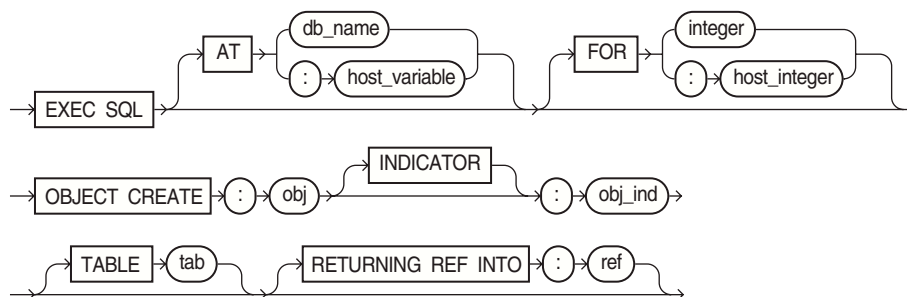 db_name integer
AT FOR
: host_variable : host_integer
EXEC SQL
INDICATOR
OBJECT CREATE : obj : obj_ind
TABLE tab RETURNING REF INTO : ref